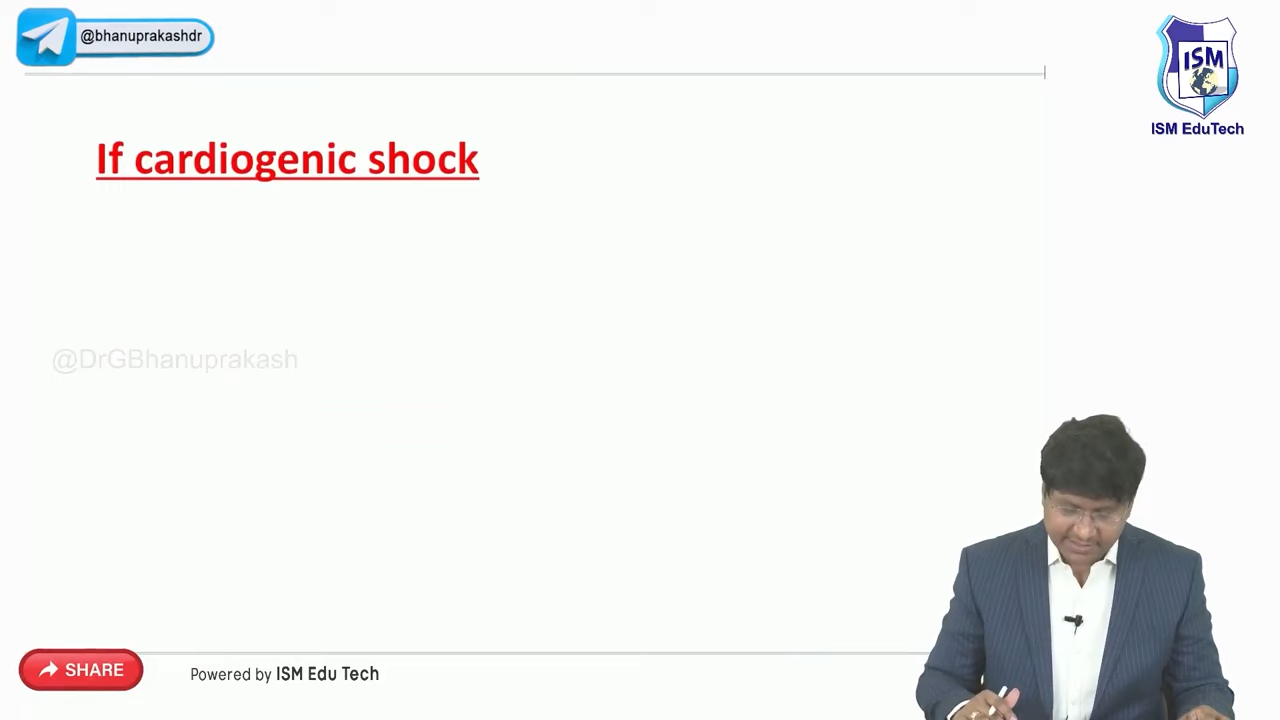 @bhanuprakashdr
ISM
ISM EduTech
If cardiogenic shock
@DrGBhanuprakash
SHARE
Powered by ISM Edu Tech